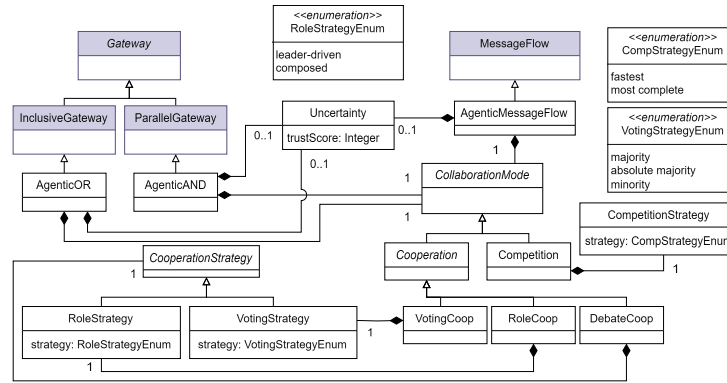 <<enumeration>>
RoleStrategyEnum
leader-driven
composed
Gateway
MessageFlow
<<enumeration>>
CompStrategyEnum
fastest
most complete
InclusiveGateway
ParallelGateway
Uncertainty
trustScore: Integer
AgenticMessageFlow
0..1
0..1
0..1
1
<<enumeration>>
VotingStrategyEnum
majority
absolute majority
minority
AgenticOR
AgenticAND
CollaborationMode
1
1
CompetitionStrategy
strategy: CompStrategyEnum
1
CooperationStrategy
1
Cooperation
Competition
RoleStrategy
strategy: RoleStrategyEnum
1
VotingStrategy
strategy: VotingStrategyEnum
1
VotingCoop
RoleCoop
DebateCoop